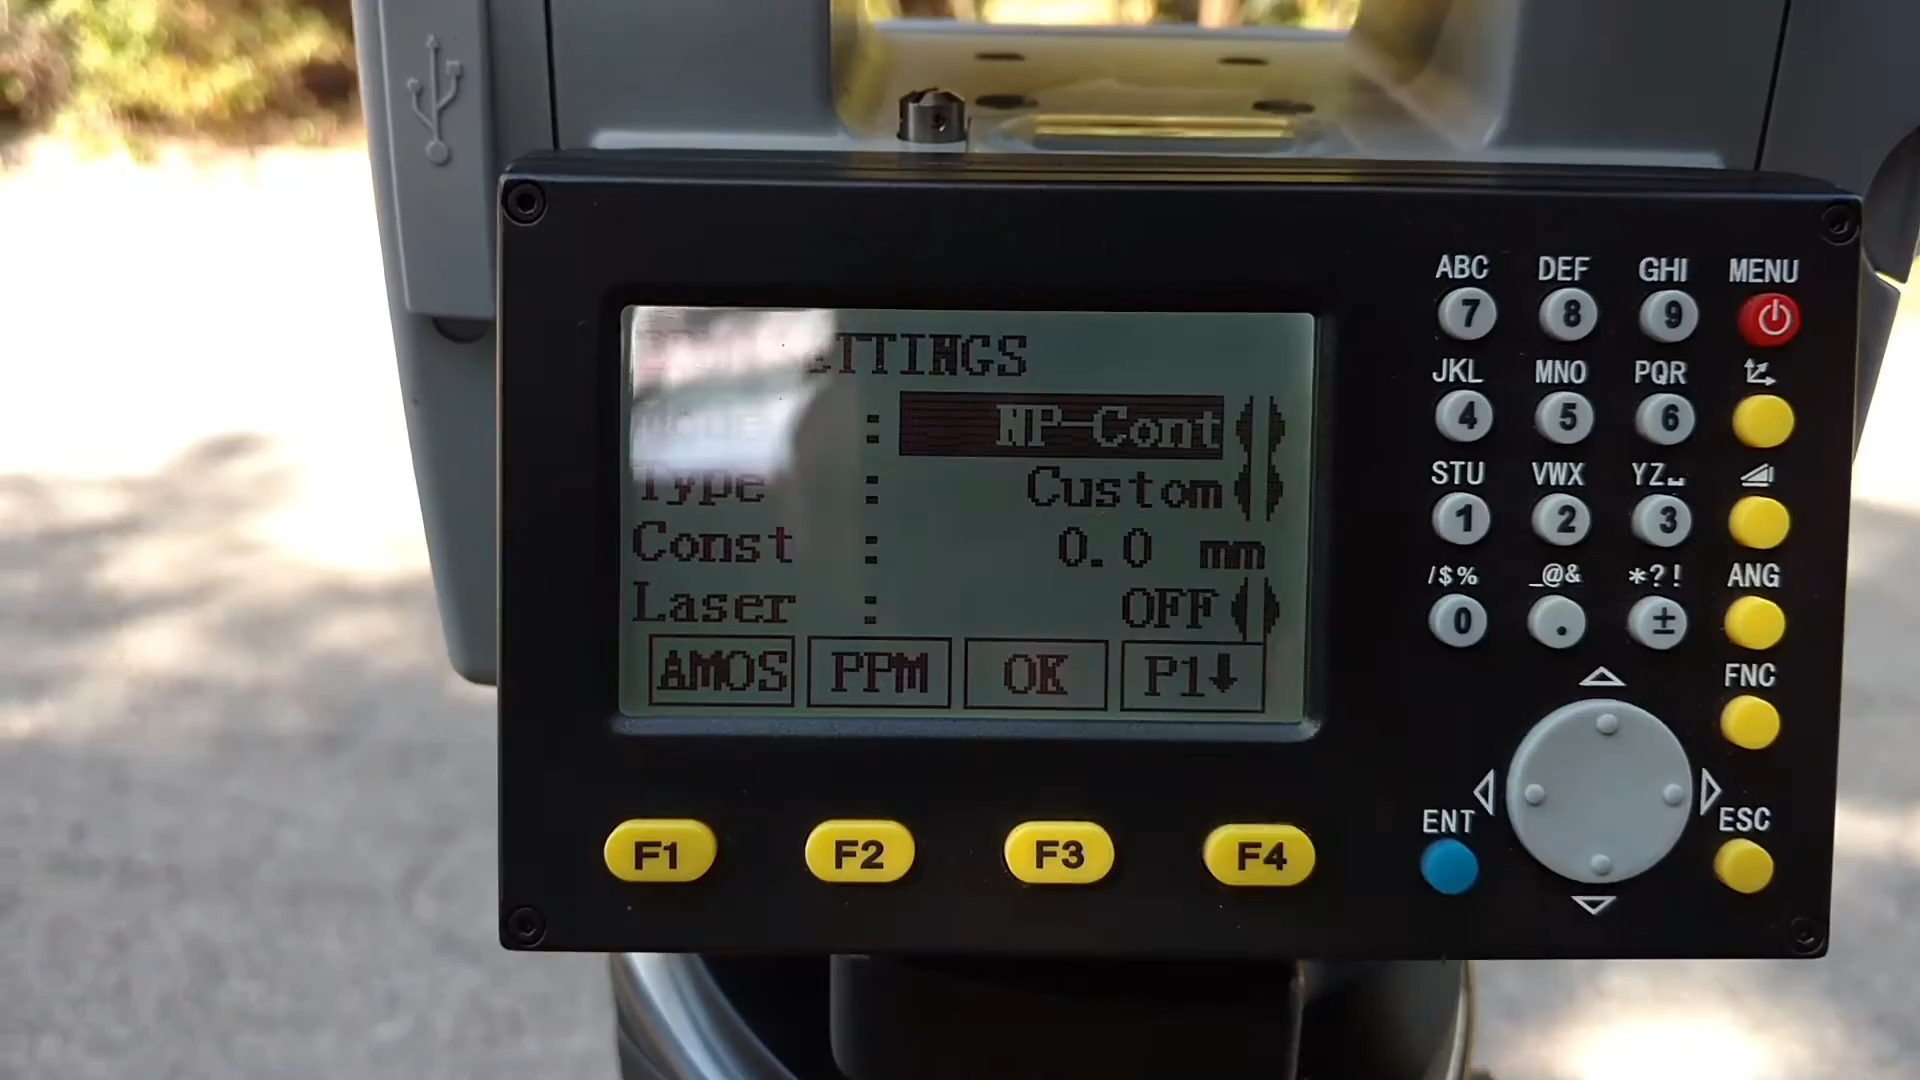 SETTINGS
: NP-Cont
Type : Custom
Const : 0.0 mm
Laser : OFF
AMOS PPM OK P1↓
F1 F2 F3 F4
ABC DEF GHI MENU
7 8 9
JKL MNO PQR
4 5 6
STU VWX YZ␣
1 2 3
/$% _@& *?! ANG
0 . ±
FNC
ENT ESC